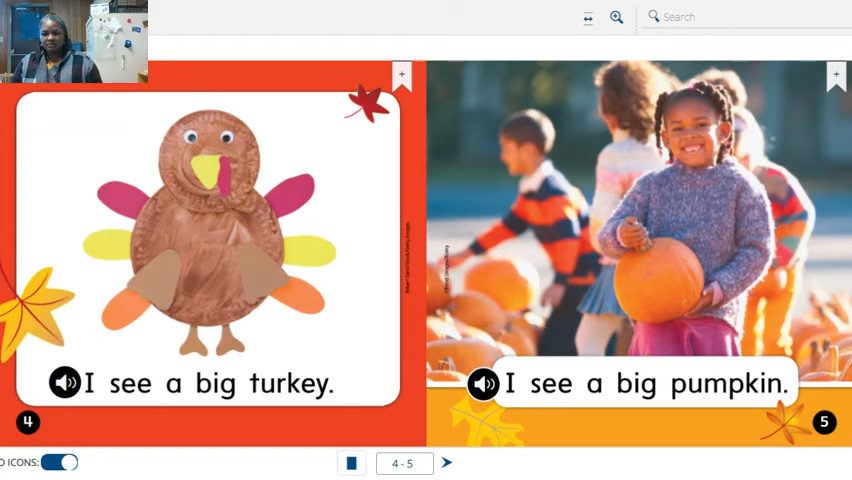 Search
I see a big turkey.
4
I see a big pumpkin.
5
O ICONS:
4 - 5